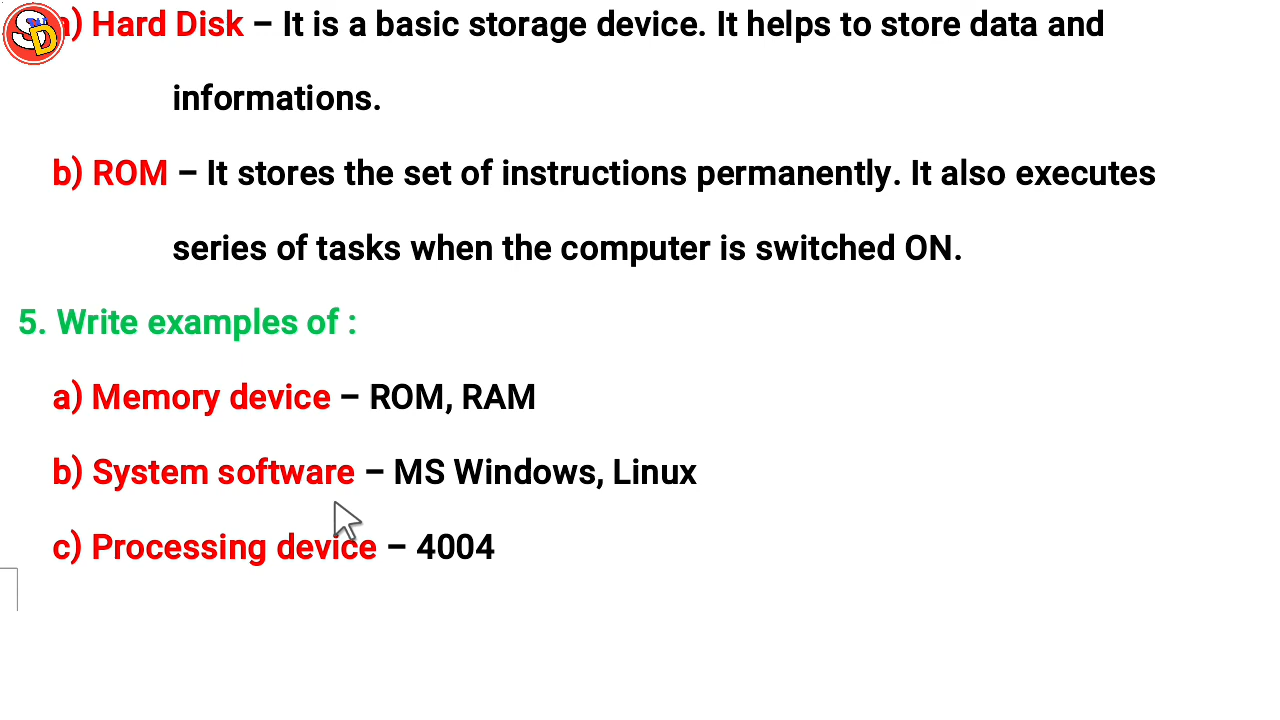 ) Hard Disk – It is a basic storage device. It helps to store data and
informations.
b) ROM – It stores the set of instructions permanently. It also executes
series of tasks when the computer is switched ON.
5. Write examples of :
a) Memory device – ROM, RAM
b) System software – MS Windows, Linux
c) Processing device – 4004
SD